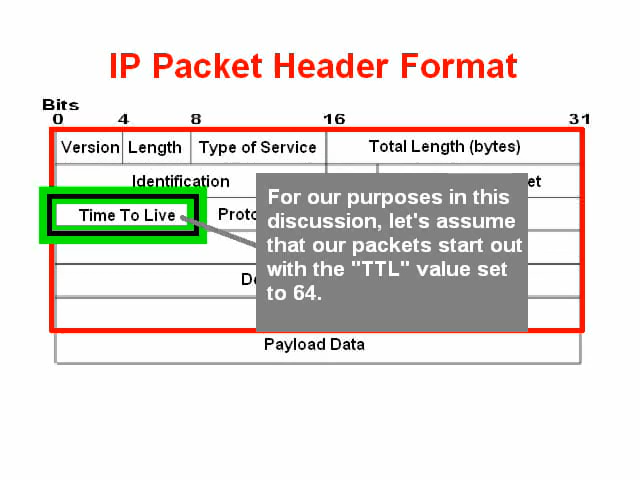 IP Packet Header Format
Bits
0 4 8 16 31
Version Length Type of Service Total Length (bytes)
Identification
Time To Live
For our purposes in this
discussion, let's assume
that our packets start out
with the "TTL" value set
to 64.
Payload Data